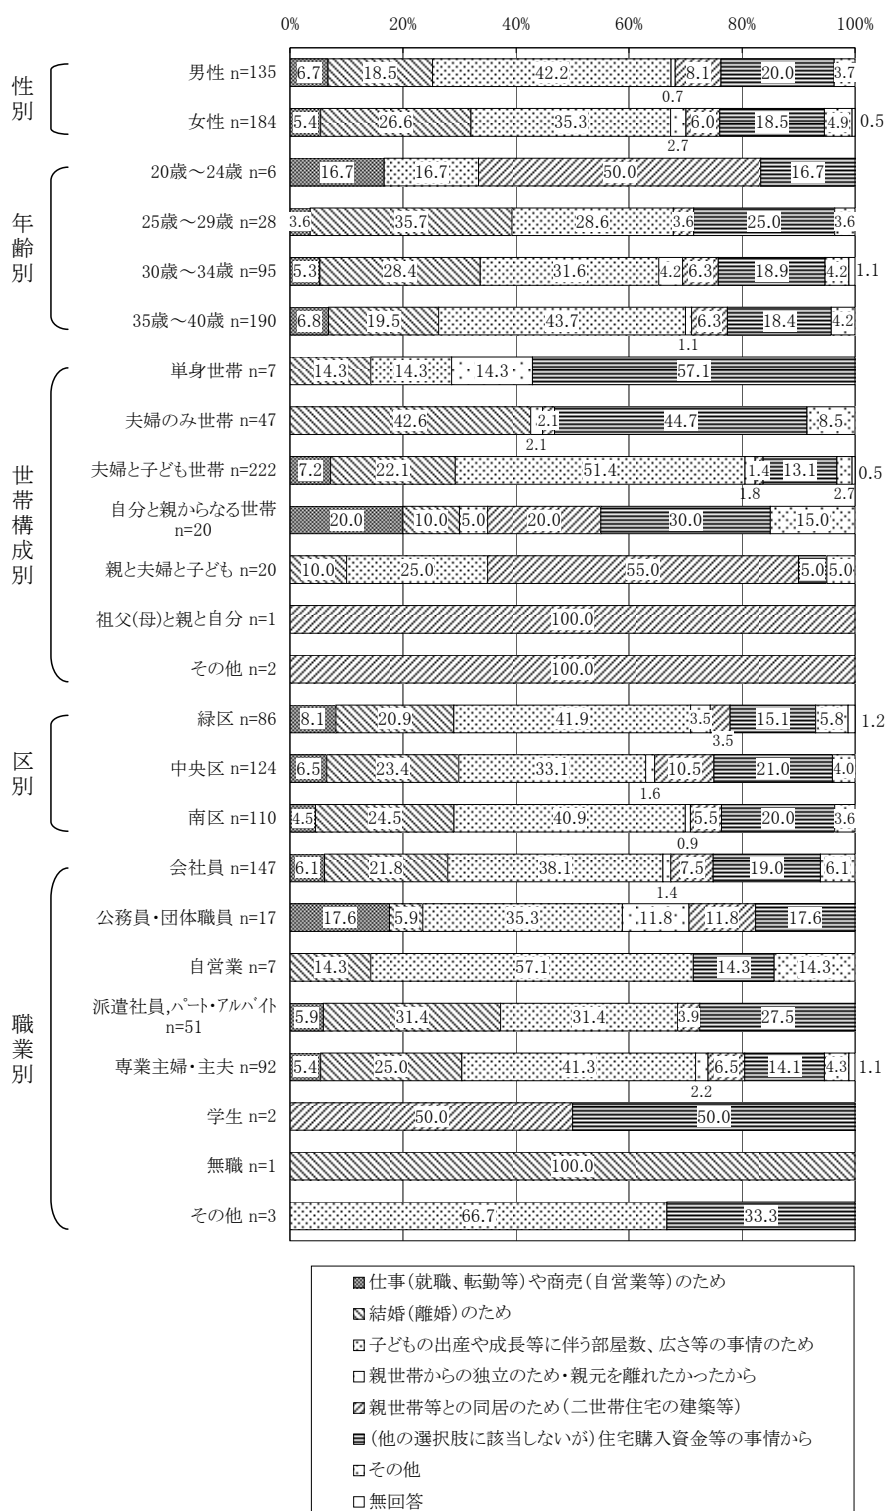 0% 20% 40% 60% 80% 100%
性別
男性 n=135 6.7 18.5 42.2 8.1 20.0 3.7
0.7
女性 n=184 5.4 26.6 35.3 6.0 18.5 4.9 0.5
2.7
年齢別
20歳～24歳 n=6 16.7 16.7 50.0 16.7
25歳～29歳 n=28 3.6 35.7 28.6 3.6 25.0 3.6
30歳～34歳 n=95 5.3 28.4 31.6 4.2 6.3 18.9 4.2 1.1
35歳～40歳 n=190 6.8 19.5 43.7 6.3 18.4 4.2
1.1
世帯構成別
単身世帯 n=7 14.3 14.3 14.3 57.1
夫婦のみ世帯 n=47 42.6 2.1 44.7 8.5
2.1
夫婦と子ども世帯 n=222 7.2 22.1 51.4 1.4 13.1 0.5
1.8 2.7
自分と親からなる世帯
n=20 20.0 10.0 5.0 20.0 30.0 15.0
親と夫婦と子ども n=20 10.0 25.0 55.0 5.0 5.0
祖父(母)と親と自分 n=1 100.0
その他 n=2 100.0
区別
緑区 n=86 8.1 20.9 41.9 3.5 15.1 5.8 1.2
3.5
中央区 n=124 6.5 23.4 33.1 10.5 21.0 4.0
1.6
南区 n=110 4.5 24.5 40.9 5.5 20.0 3.6
0.9
職業別
会社員 n=147 6.1 21.8 38.1 7.5 19.0 6.1
1.4
公務員・団体職員 n=17 17.6 5.9 35.3 11.8 11.8 17.6
自営業 n=7 14.3 57.1 14.3 14.3
派遣社員,パート・アルバイト
n=51 5.9 31.4 31.4 3.9 27.5
専業主婦・主夫 n=92 5.4 25.0 41.3 6.5 14.1 4.3 1.1
2.2
学生 n=2 50.0 50.0
無職 n=1 100.0
その他 n=3 66.7 33.3
仕事(就職、転勤等)や商売(自営業等)のため
結婚(離婚)のため
子どもの出産や成長等に伴う部屋数、広さ等の事情のため
親世帯からの独立のため・親元を離れたかったから
親世帯等との同居のため(二世帯住宅の建築等)
(他の選択肢に該当しないが)住宅購入資金等の事情から
その他
無回答